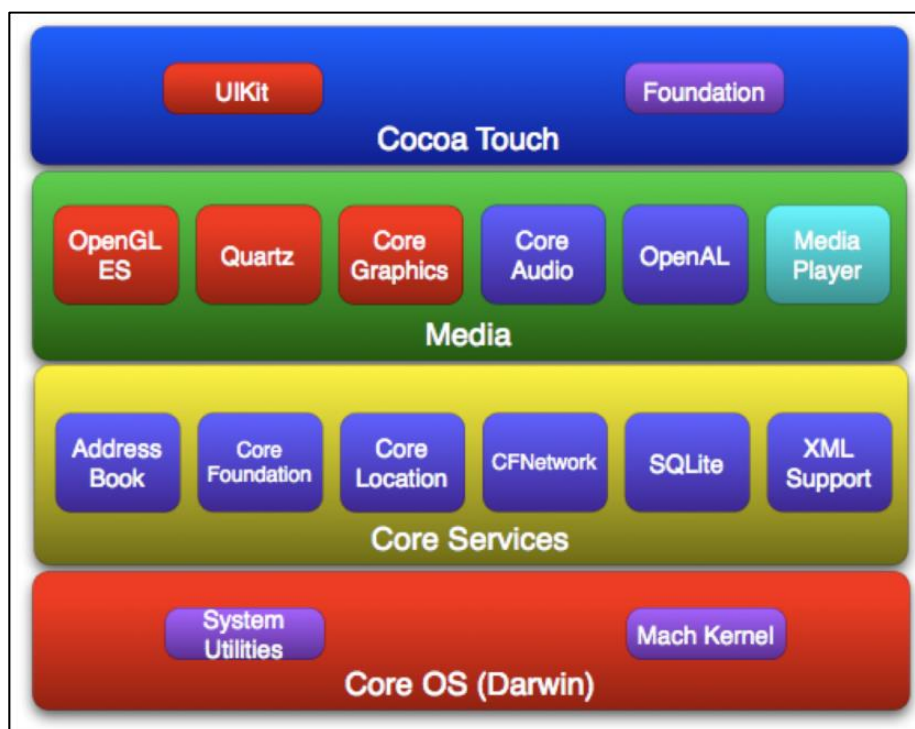 UIKit
Foundation
Cocoa Touch
OpenGL
ES
Quartz
Core
Graphics
Core
Audio
OpenAL
Media
Player
Media
Address
Book
Core
Foundation
Core
Location
CFNetwork
SQLite
XML
Support
Core Services
System
Utilities
Mach Kernel
Core OS (Darwin)